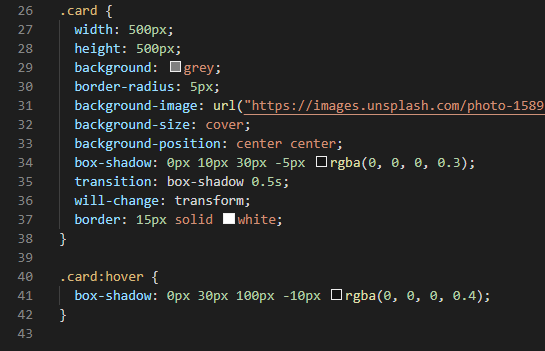 26 .card {
27 width: 500px;
28 height: 500px;
29 background: grey;
30 border-radius: 5px;
31 background-image: url("https://images.unsplash.com/photo-1589
32 background-size: cover;
33 background-position: center center;
34 box-shadow: 0px 10px 30px -5px rgba(0, 0, 0, 0.3);
35 transition: box-shadow 0.5s;
36 will-change: transform;
37 border: 15px solid white;
38 }
39
40 .card:hover {
41 box-shadow: 0px 30px 100px -10px rgba(0, 0, 0, 0.4);
42 }
43